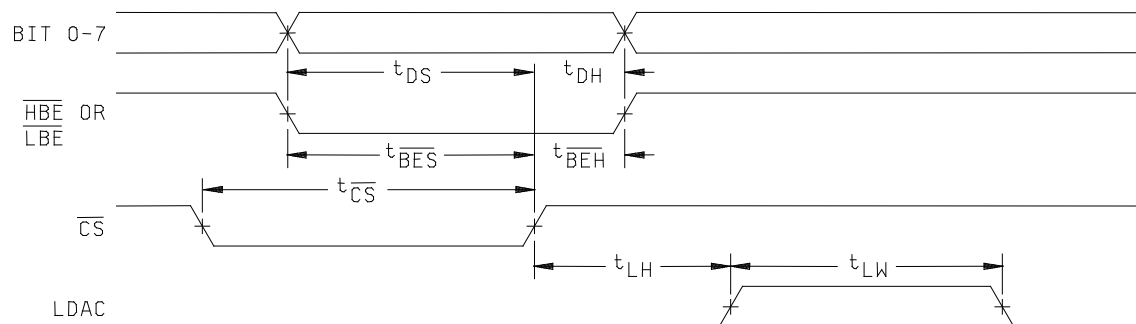 BIT 0-7
tDS
tDH
HBE OR
LBE
tBES
tBEH
tCS
CS
tLH
tLW
LDAC